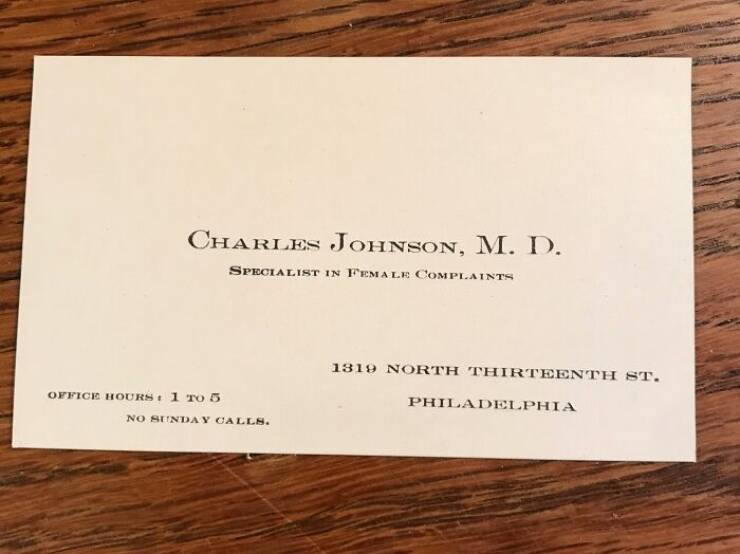 Charles Johnson, M. D.
Specialist in Female Complaints
1319 NORTH THIRTEENTH ST.
PHILADELPHIA
OFFICE HOURS: 1 TO 5
NO SUNDAY CALLS.